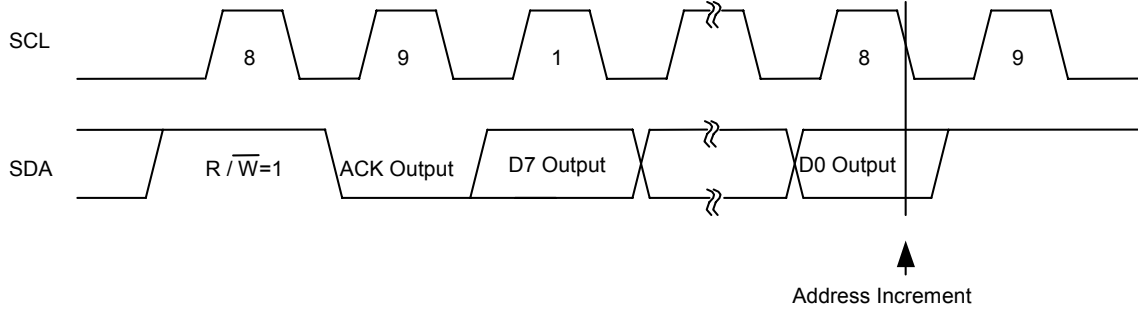 SCL
8
9
1
8
9
SDA
R / W̅=1
ACK Output
D7 Output
D0 Output
Address Increment